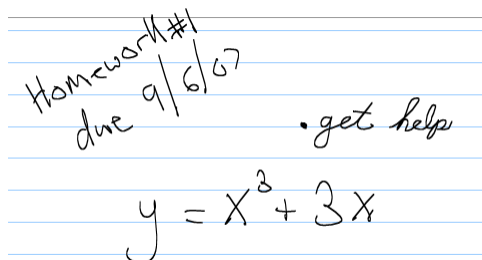 Homework #1
due 9/6/07
• get help
y = x³ + 3x